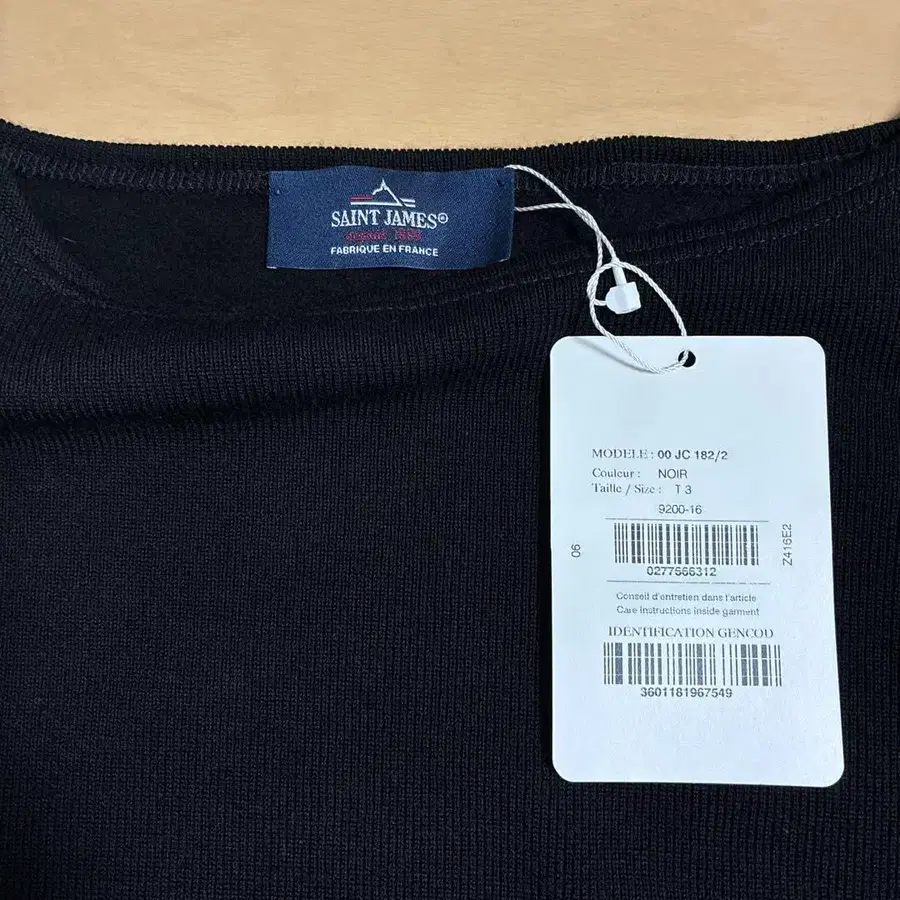 SAINT JAMES®
depuis 1889
FABRIQUE EN FRANCE
MODELE : 00 JC 182/2
Couleur : NOIR
Taille / Size : T 3
9200-16
0277566312
06
Z416E2
Conseil d'entretien dans l'article
Care instructions inside garment
IDENTIFICATION GENCOD
3601181967549